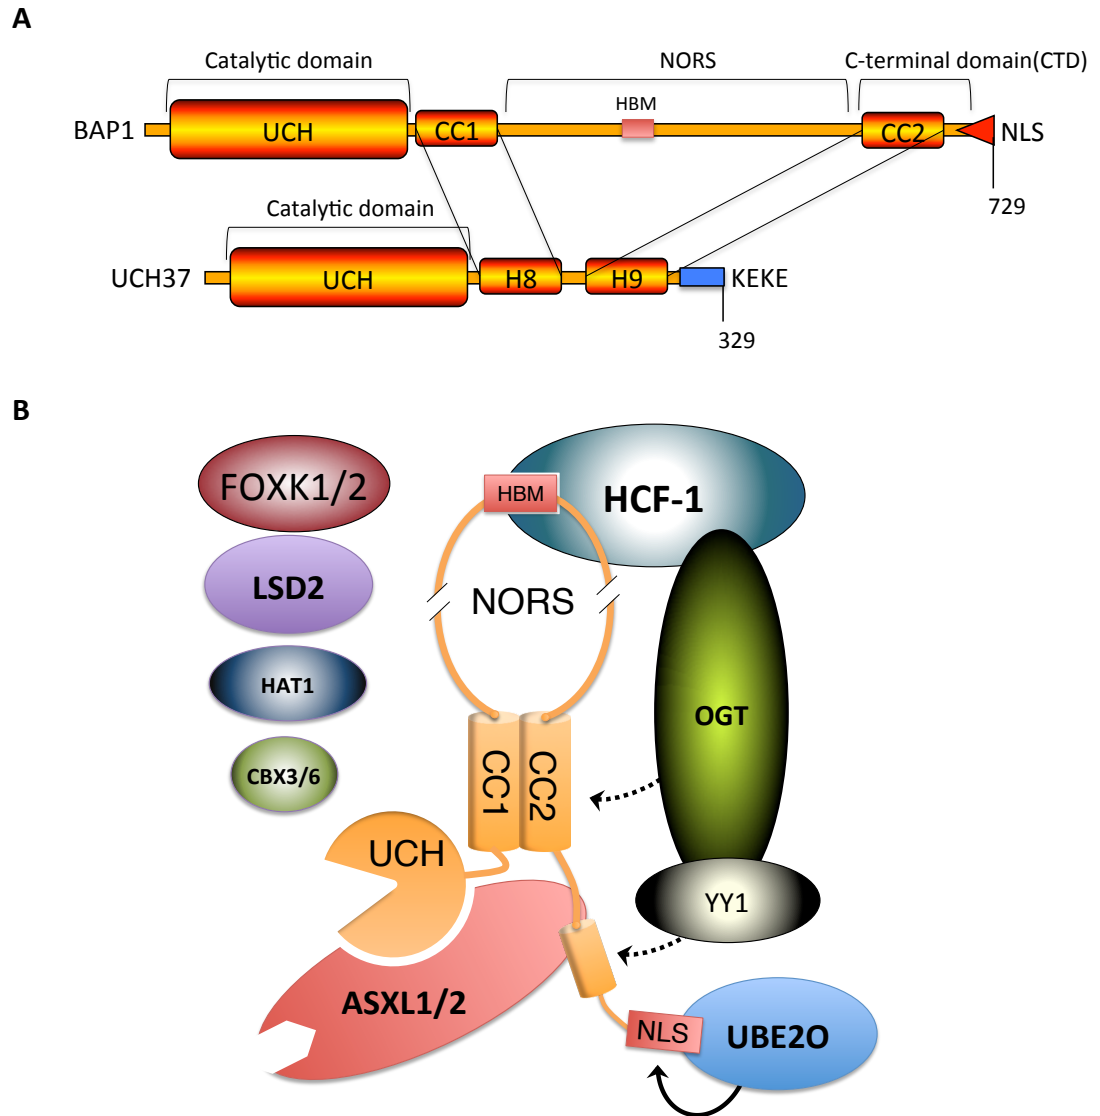 A
Catalytic domain
NORS
C-terminal domain(CTD)
HBM
BAP1
UCH
CC1
CC2
NLS
729
Catalytic domain
UCH37
UCH
H8
H9
KEKE
329
B
FOXK1/2
HCF-1
HBM
LSD2
NORS
HAT1
OGT
CBX3/6
CC1
CC2
UCH
YY1
ASXL1/2
NLS
UBE2O